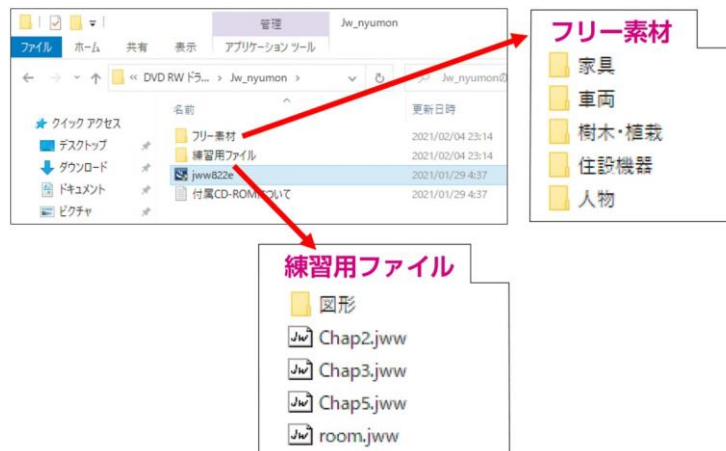 管理
Jw_nyumon
ファイル
ホーム
共有
表示
アプリケーション ツール
« DVD RW ドラ... › Jw_nyumon ›
Jw_nyumonの
名前
更新日時
クイック アクセス
デスクトップ
ダウンロード
ドキュメント
ピクチャ
フリー素材
2021/02/04 23:14
練習用ファイル
2021/02/04 23:14
jww822e
2021/01/29 4:37
付属CD-ROMについて
2021/01/29 4:37
フリー素材
家具
車両
樹木・植栽
住設機器
人物
練習用ファイル
図形
Jw Chap2.jww
Jw Chap3.jww
Jw Chap5.jww
Jw room.jww